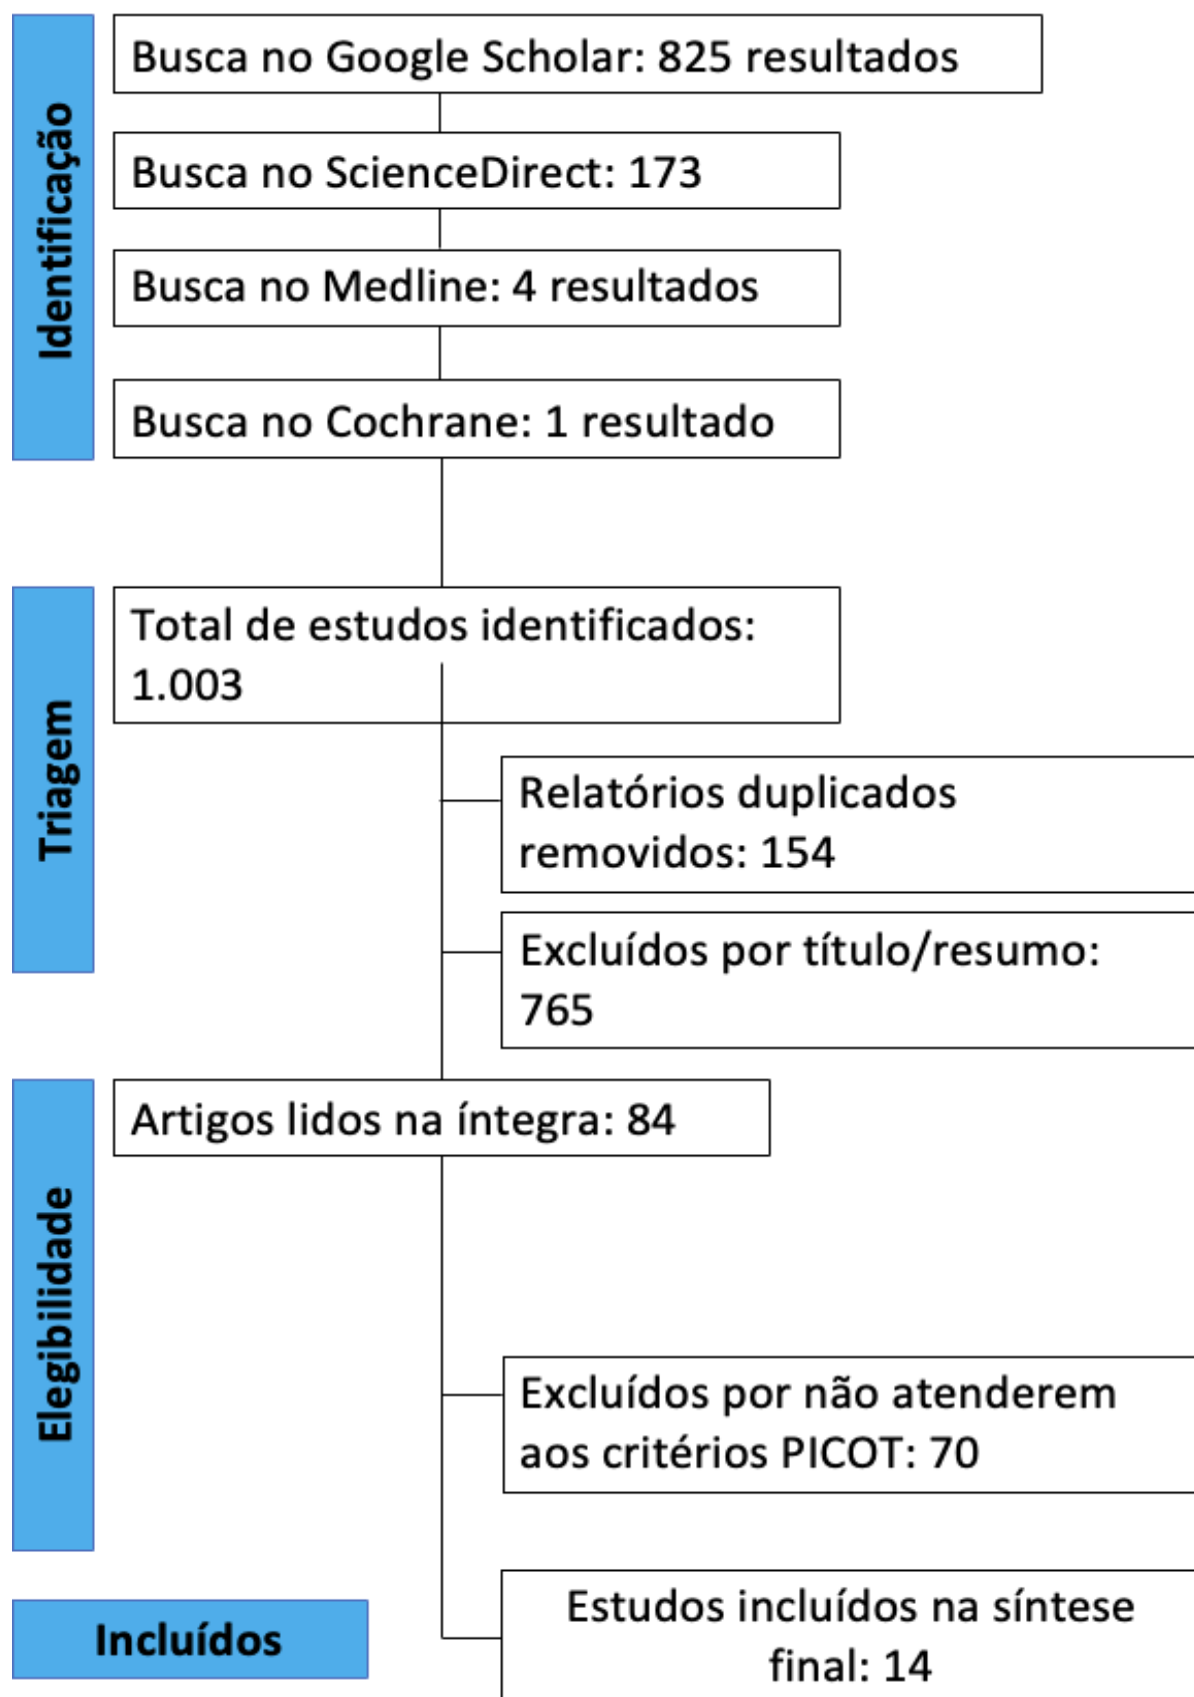 Identificação
Busca no Google Scholar: 825 resultados
Busca no ScienceDirect: 173
Busca no Medline: 4 resultados
Busca no Cochrane: 1 resultado
Triagem
Total de estudos identificados:
1.003
Relatórios duplicados
removidos: 154
Excluídos por título/resumo:
765
Elegibilidade
Artigos lidos na íntegra: 84
Excluídos por não atenderem
aos critérios PICOT: 70
Incluídos
Estudos incluídos na síntese
final: 14